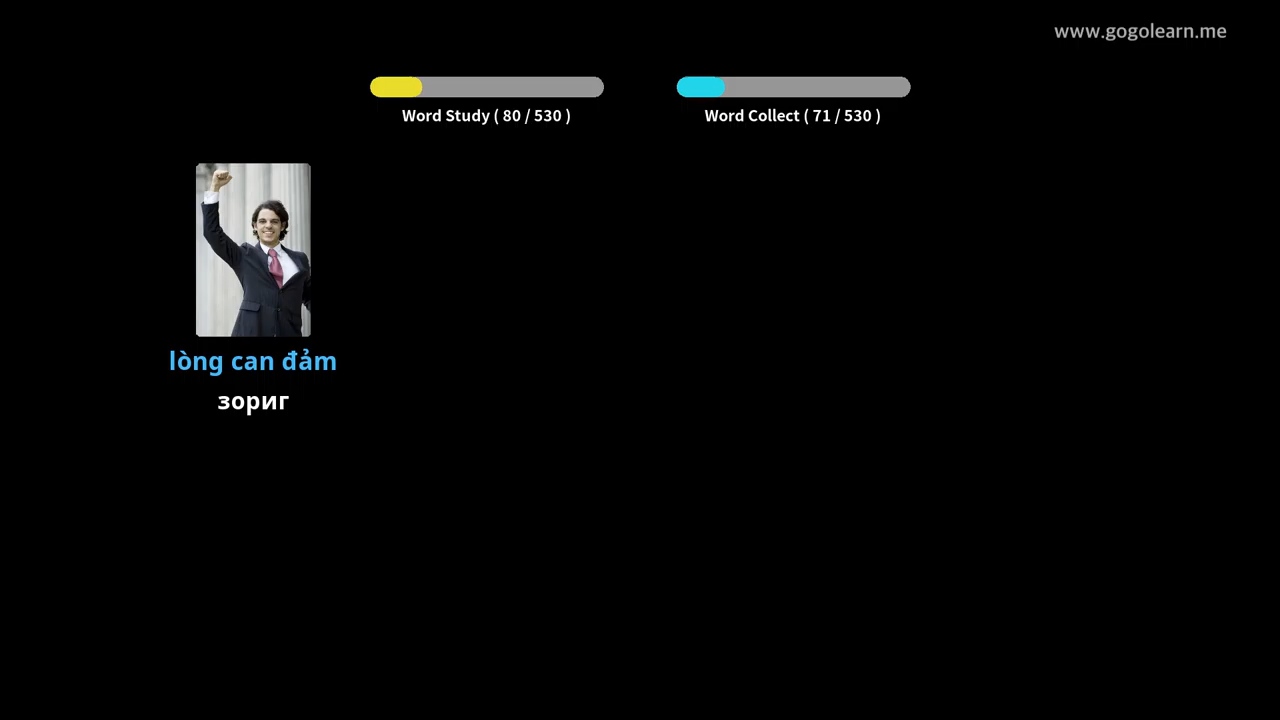 www.gogolearn.me
Word Study ( 80 / 530 )
Word Collect ( 71 / 530 )
lòng can đảm
зориг